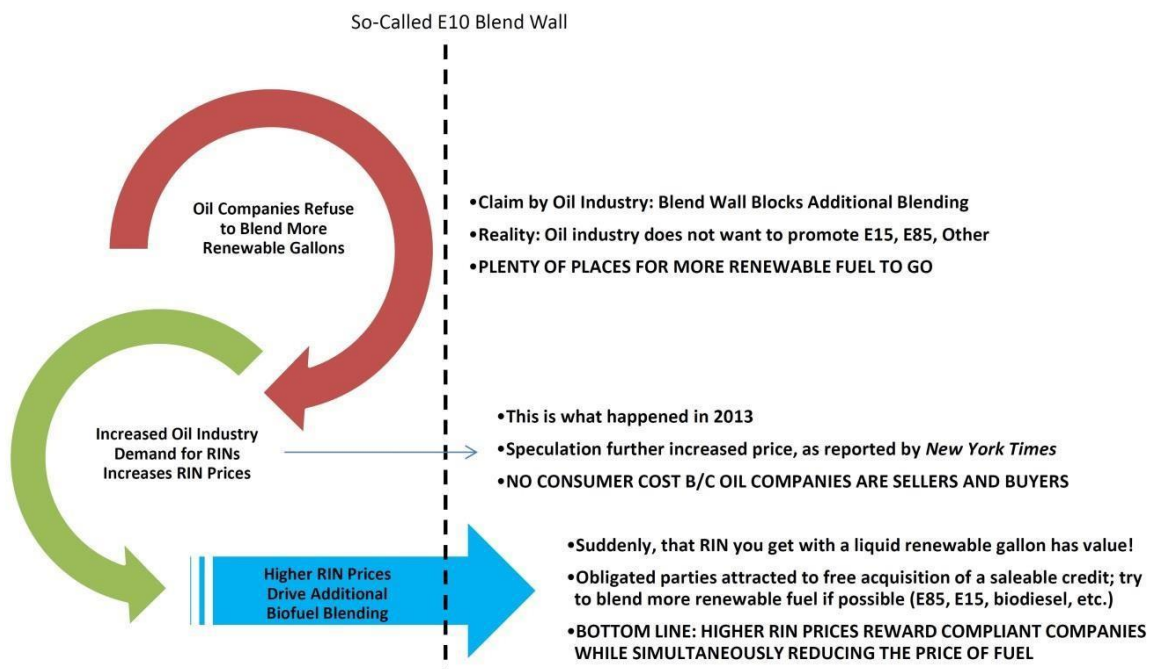 So-Called E10 Blend Wall
Oil Companies Refuse
to Blend More
Renewable Gallons
•Claim by Oil Industry: Blend Wall Blocks Additional Blending
•Reality: Oil industry does not want to promote E15, E85, Other
•PLENTY OF PLACES FOR MORE RENEWABLE FUEL TO GO
Increased Oil Industry
Demand for RINs
Increases RIN Prices
•This is what happened in 2013
•Speculation further increased price, as reported by New York Times
•NO CONSUMER COST B/C OIL COMPANIES ARE SELLERS AND BUYERS
Higher RIN Prices
Drive Additional
Biofuel Blending
•Suddenly, that RIN you get with a liquid renewable gallon has value!
•Obligated parties attracted to free acquisition of a saleable credit; try
to blend more renewable fuel if possible (E85, E15, biodiesel, etc.)
•BOTTOM LINE: HIGHER RIN PRICES REWARD COMPLIANT COMPANIES
WHILE SIMULTANEOUSLY REDUCING THE PRICE OF FUEL